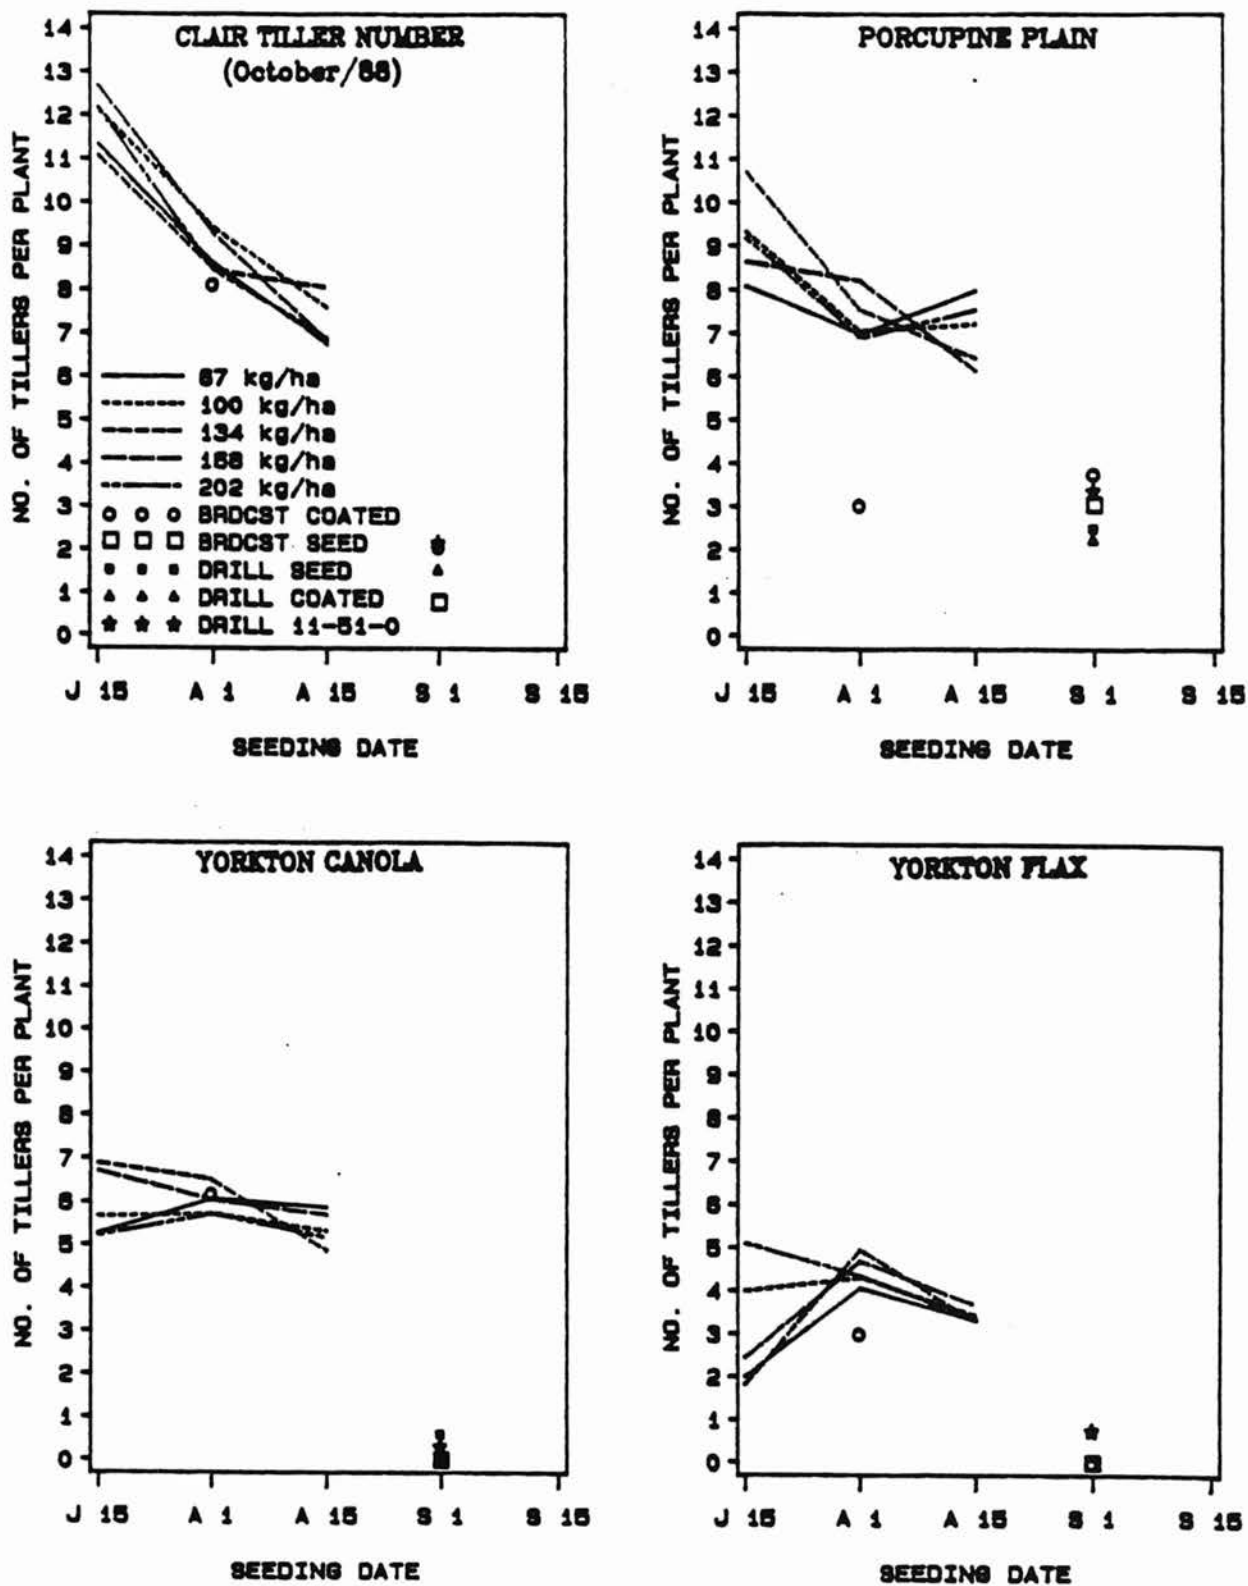 CLAIR TILLER NUMBER
(October/88)
NO. OF TILLERS PER PLANT
14
13
12
11
10
9
8
7
6
5
4
3
2
1
0
67 kg/ha
100 kg/ha
134 kg/ha
168 kg/ha
202 kg/ha
BRDCST COATED
BRDCST SEED
DRILL SEED
DRILL COATED
DRILL 11-51-0
J 15 A 1 A 15 S 1 S 15
SEEDING DATE
PORCUPINE PLAIN
NO. OF TILLERS PER PLANT
14
13
12
11
10
9
8
7
6
5
4
3
2
1
0
J 15 A 1 A 15 S 1 S 15
SEEDING DATE
YORKTON CANOLA
NO. OF TILLERS PER PLANT
14
13
12
11
10
9
8
7
6
5
4
3
2
1
0
J 15 A 1 A 15 S 1 S 15
SEEDING DATE
YORKTON FLAX
NO. OF TILLERS PER PLANT
14
13
12
11
10
9
8
7
6
5
4
3
2
1
0
J 15 A 1 A 15 S 1 S 15
SEEDING DATE